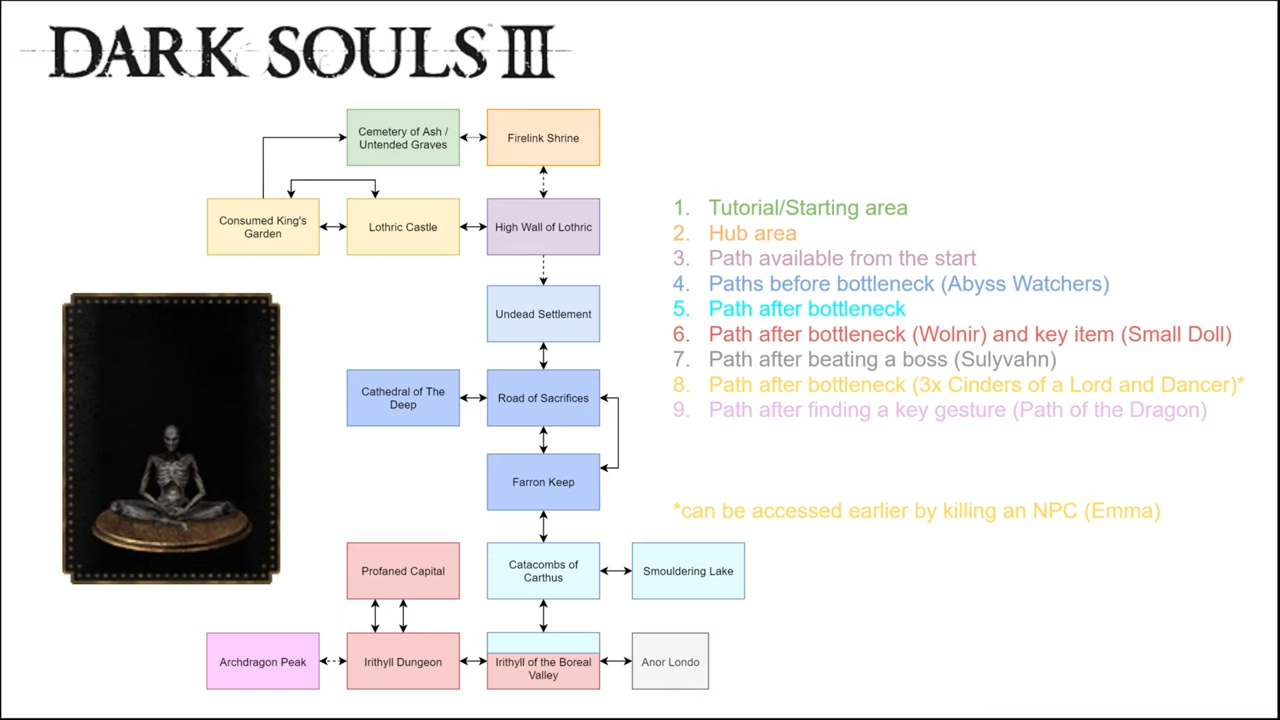 DARK SOULS III
Cemetery of Ash /
Untended Graves
Firelink Shrine
Consumed King's
Garden
Lothric Castle
High Wall of Lothric
Undead Settlement
Cathedral of The
Deep
Road of Sacrifices
Farron Keep
Profaned Capital
Catacombs of
Carthus
Smouldering Lake
Archdragon Peak
Irithyll Dungeon
Irithyll of the Boreal
Valley
Anor Londo
1. Tutorial/Starting area
2. Hub area
3. Path available from the start
4. Paths before bottleneck (Abyss Watchers)
5. Path after bottleneck
6. Path after bottleneck (Wolnir) and key item (Small Doll)
7. Path after beating a boss (Sulyvahn)
8. Path after bottleneck (3x Cinders of a Lord and Dancer)*
9. Path after finding a key gesture (Path of the Dragon)
*can be accessed earlier by killing an NPC (Emma)